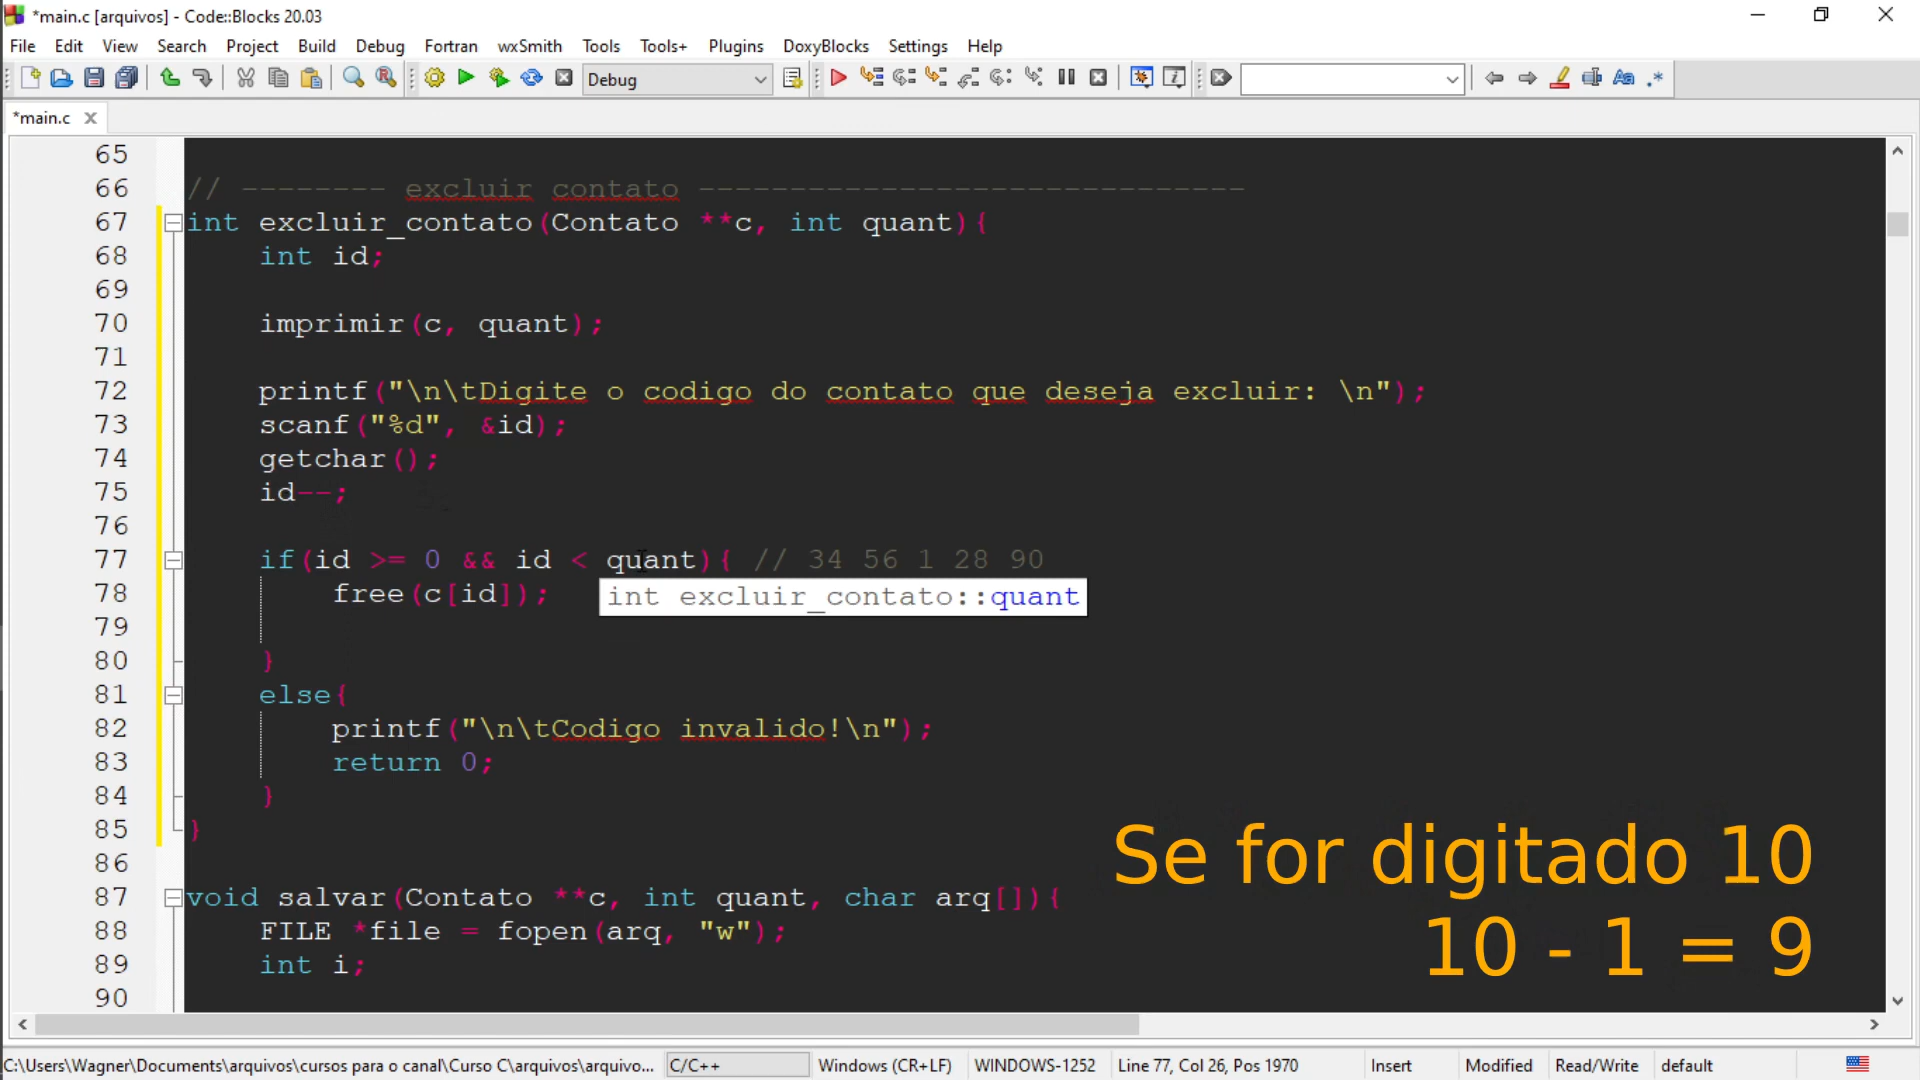 *main.c [arquivos] - Code::Blocks 20.03
File Edit View Search Project Build Debug Fortran wxSmith Tools Tools+ Plugins DoxyBlocks Settings Help
Debug
*main.c
65
66 // -------- excluir contato ------------------------------
67 int excluir_contato(Contato **c, int quant){
68 int id;
69
70 imprimir(c, quant);
71
72 printf("\n\tDigite o codigo do contato que deseja excluir: \n");
73 scanf("%d", &id);
74 getchar();
75 id--;
76
77 if(id >= 0 && id < quant){ // 34 56 1 28 90
78 free(c[id]);
int excluir_contato::quant
79
80 }
81 else{
82 printf("\n\tCodigo invalido!\n");
83 return 0;
84 }
85 }
86
87 void salvar(Contato **c, int quant, char arq[]){
88 FILE *file = fopen(arq, "w");
89 int i;
90
Se for digitado 10
10 - 1 = 9
C:\Users\Wagner\Documents\arquivos\cursos para o canal\Curso C\arquivos\arquivo... C/C++ Windows (CR+LF) WINDOWS-1252 Line 77, Col 26, Pos 1970 Insert Modified Read/Write default